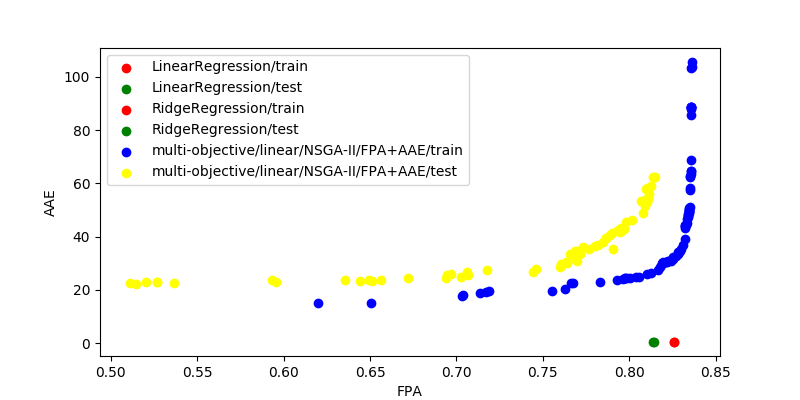 LinearRegression/train
LinearRegression/test
RidgeRegression/train
RidgeRegression/test
multi-objective/linear/NSGA-II/FPA+AAE/train
multi-objective/linear/NSGA-II/FPA+AAE/test
AAE
100
80
60
40
20
0
0.50 0.55 0.60 0.65 0.70 0.75 0.80 0.85
FPA